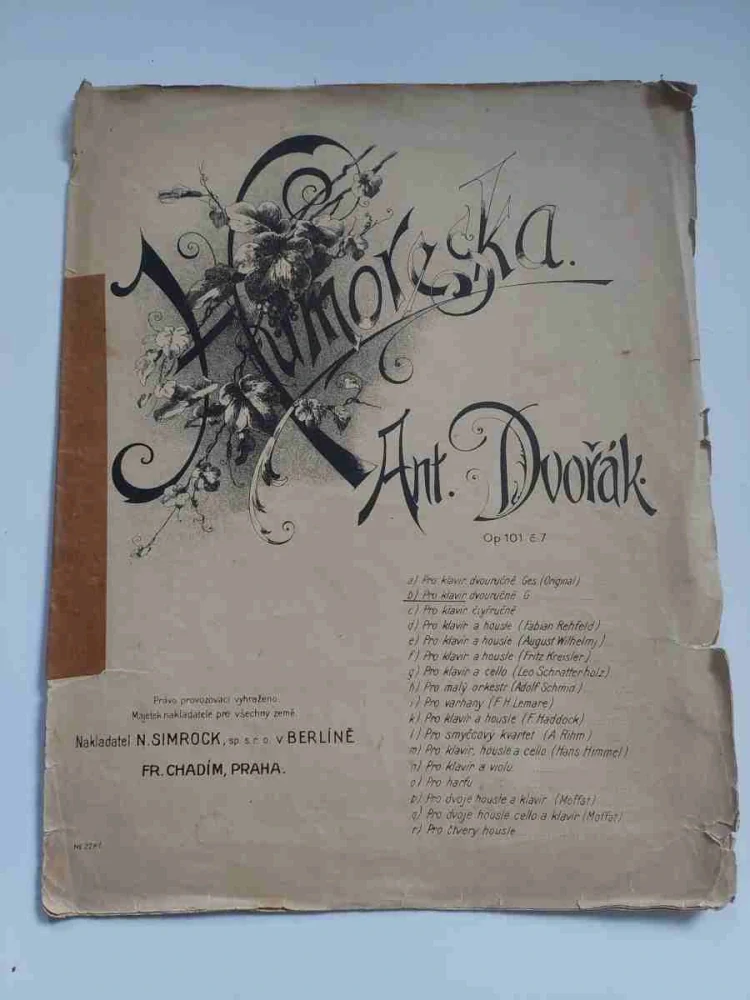 Humoreska.
Ant. Dvořák.
Op 101. č.7
a) Pro klavír dvouručně Ges (Original)
b) Pro klavír dvouručně G
c) Pro klavír čtyřručně
d) Pro klavír a housle (Fabian Rehfeld)
e) Pro klavír a housle (August Wilhelmj)
f) Pro klavír a housle (Fritz Kreisler)
g) Pro klavír a cello (Leo Schrattenholz)
h) Pro malý orkestr (Adolf Schmid)
i) Pro varhany (F.H. Lemare)
k) Pro klavír a housle (F. Haddock)
l) Pro smyčcový kvartet (A. Rihm)
m) Pro klavír, housle a cello (Hans Himmel)
n) Pro klavír a violu
o) Pro harfu
p) Pro dvoje housle a klavír (Moffat)
q) Pro dvoje housle cello a klavír (Moffat)
r) Pro čtvery housle
Právo provozovací vyhraženo.
Majetek nakladatele pro všechny země.
Nakladatel N. SIMROCK, sp. s. r. o. v BERLÍNĚ
FR. CHADÍM, PRAHA.